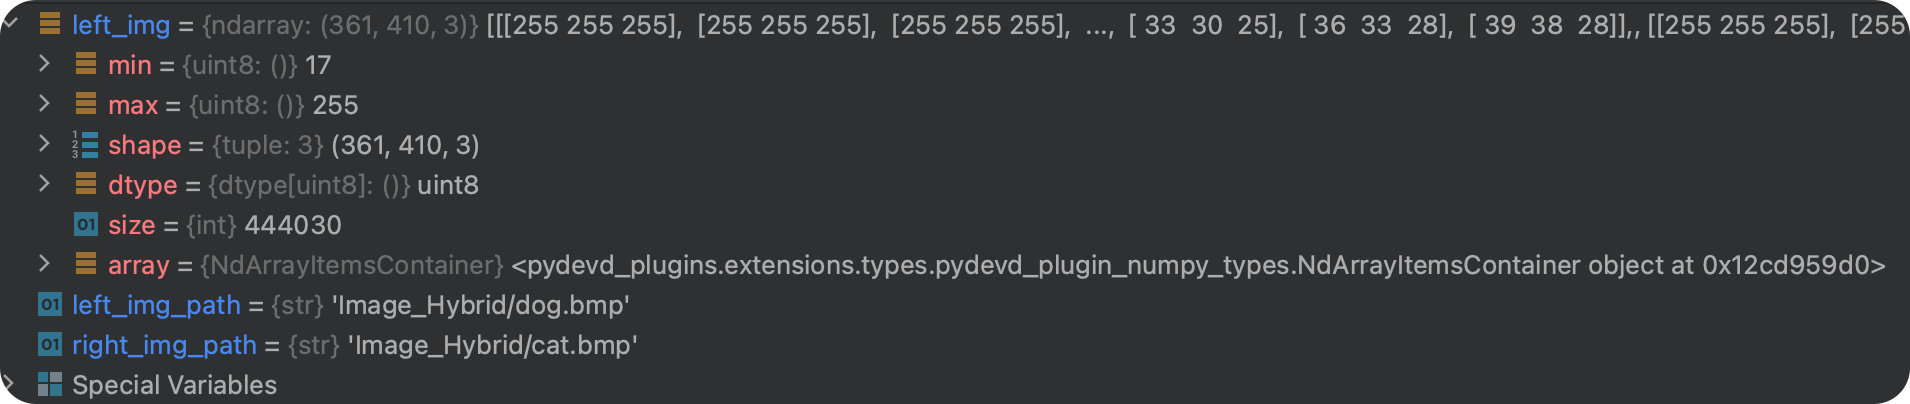 left_img = {ndarray: (361, 410, 3)} [[[255 255 255], [255 255 255], [255 255 255], ..., [ 33 30 25], [ 36 33 28], [ 39 38 28]],, [[255 255 255], [255
min = {uint8: ()} 17
max = {uint8: ()} 255
shape = {tuple: 3} (361, 410, 3)
dtype = {dtype[uint8]: ()} uint8
size = {int} 444030
array = {NdArrayItemsContainer} <pydevd_plugins.extensions.types.pydevd_plugin_numpy_types.NdArrayItemsContainer object at 0x12cd959d0>
left_img_path = {str} 'Image_Hybrid/dog.bmp'
right_img_path = {str} 'Image_Hybrid/cat.bmp'
Special Variables